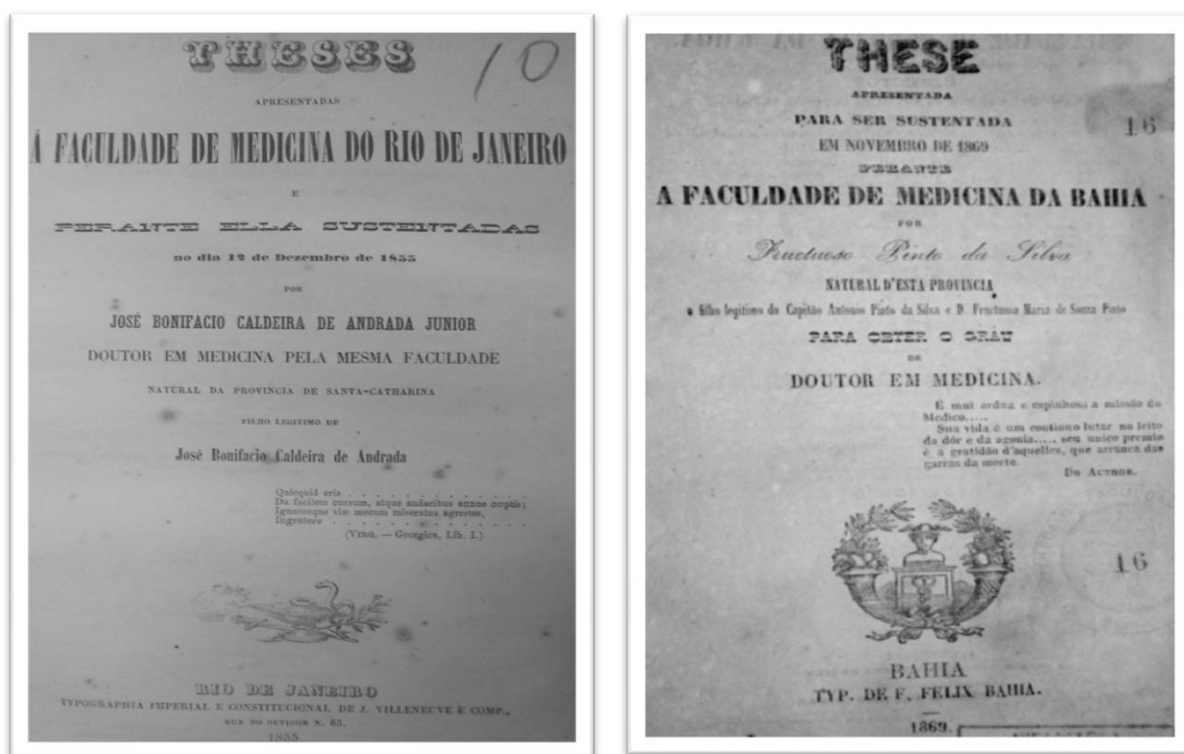 THESES
10
APRESENTADAS
Á FACULDADE DE MEDICINA DO RIO DE JANEIRO
E
PERANTE ELLA SUSTENTADAS
no dia 12 de Dezembro de 1855
POR
JOSÉ BONIFACIO CALDEIRA DE ANDRADA JUNIOR
DOUTOR EM MEDICINA PELA MESMA FACULDADE
NATURAL DA PROVINCIA DE SANTA-CATHARINA
FILHO LEGITIMO DE
José Bonifacio Caldeira de Andrada
Quicquid eris . . . . . . . . . . . . .
Da facilem cursum, atque audacibus annue cœptis;
Ignarosque viæ mecum miseratus agrestes,
Ingredere . . . . . . . . . . . . .
(VIRG. — Georgica, Lib. I.)
RIO DE JANEIRO
TYPOGRAPHIA IMPERIAL E CONSTITUCIONAL DE J. VILLENEUVE E COMP.,
RUA DO OUVIDOR N. 65.
1855
THESE
APRESENTADA
PARA SER SUSTENTADA
16
EM NOVEMBRO DE 1869
PERANTE
A FACULDADE DE MEDICINA DA BAHIA
POR
Fructuoso Pinto da Silva
NATURAL D'ESTA PROVINCIA
e filho legitimo do Capitão Antonio Pinto da Silva e D. Fructuosa Maria de Souza Pinto
PARA OBTER O GRÁU
DE
DOUTOR EM MEDICINA.
É mui ardua e espinhosa a missão do
Medico.....
Sua vida é um continuo lutar no leito
da dôr e da agonia..... seu unico premio
é a gratidão d'aquelles, que arranca das
garras da morte.
DO AUTHOR.
16
BAHIA
TYP. DE F. FELIX BAHIA.
1869.